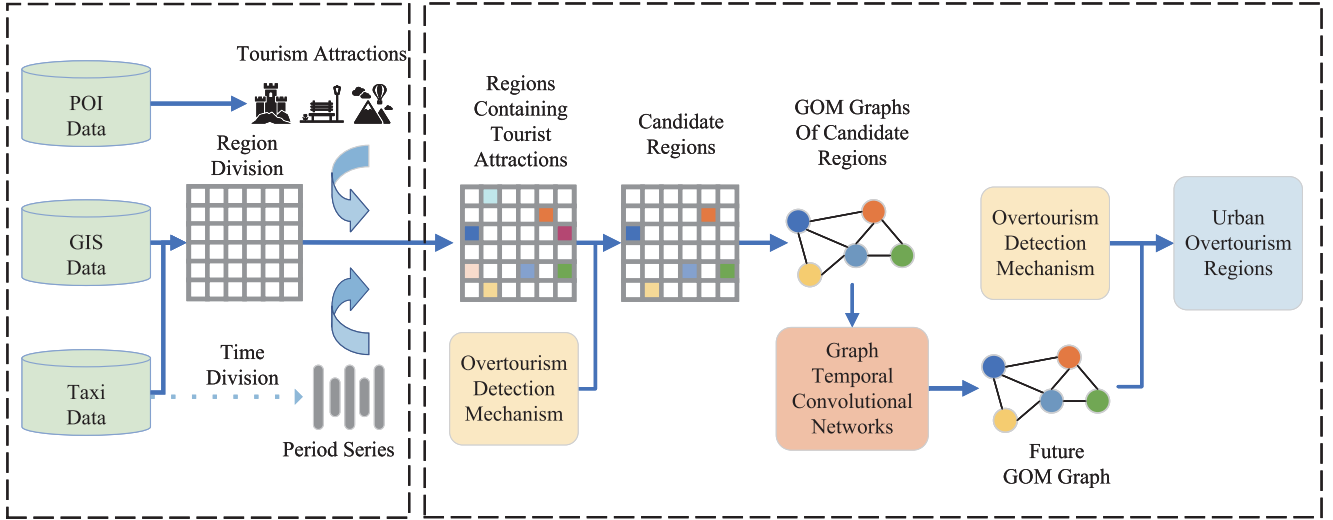 Tourism Attractions
POI
Data
Region
Division
GIS
Data
Time
Division
Taxi
Data
Period Series
Regions
Containing
Tourist
Attractions
Candidate
Regions
GOM Graphs
Of Candidate
Regions
Overtourism
Detection
Mechanism
Graph
Temporal
Convolutional
Networks
Future
GOM Graph
Overtourism
Detection
Mechanism
Urban
Overtourism
Regions